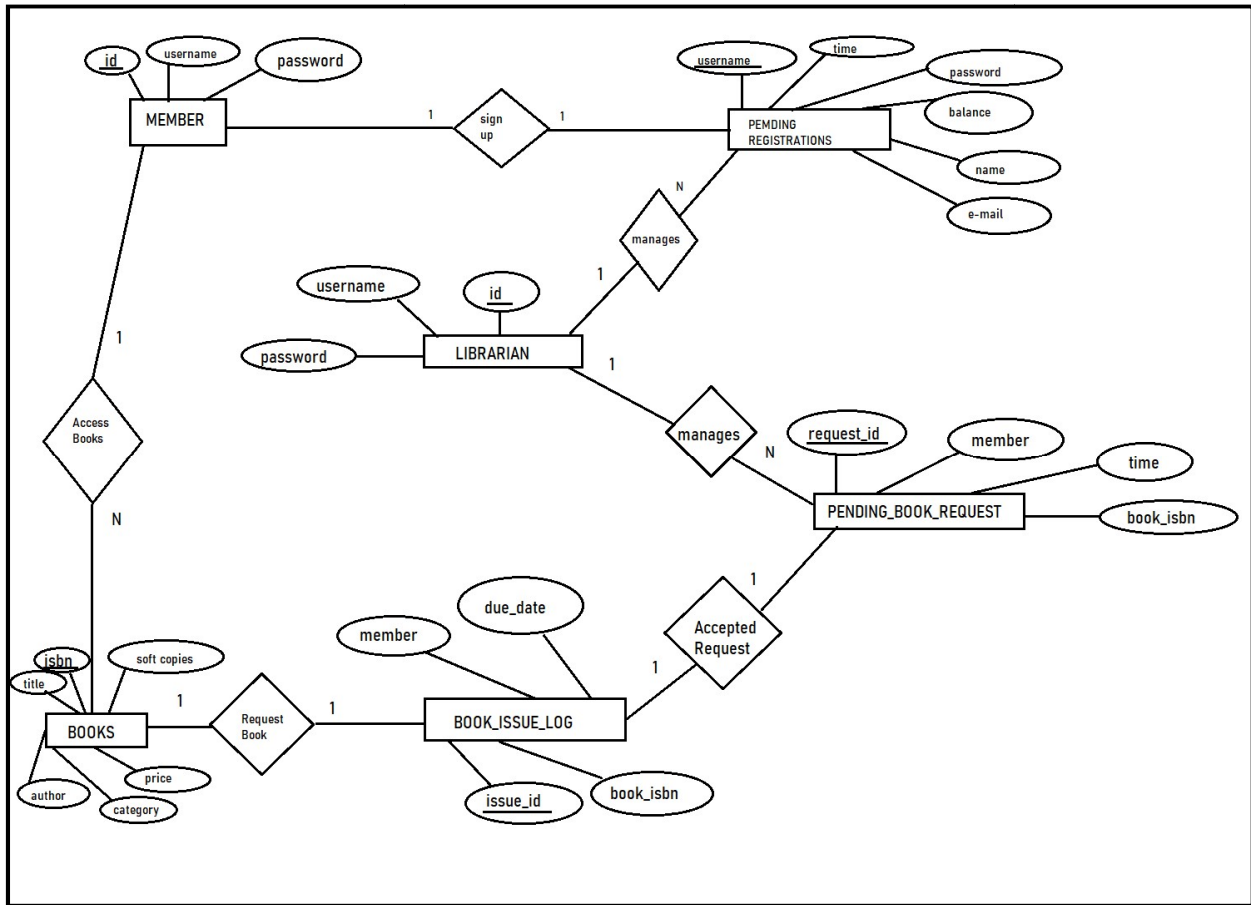 id
username
password
MEMBER
1
sign
up
1
username
time
password
balance
name
e-mail
PEMDING
REGISTRATIONS
N
manages
1
username
id
password
LIBRARIAN
1
1
manages
N
request_id
member
time
book_isbn
PENDING_BOOK_REQUEST
Access
Books
N
1
Accepted
Request
1
due_date
member
BOOK_ISSUE_LOG
issue_id
book_isbn
isbn
soft copies
title
BOOKS
1
Request
Book
1
author
category
price